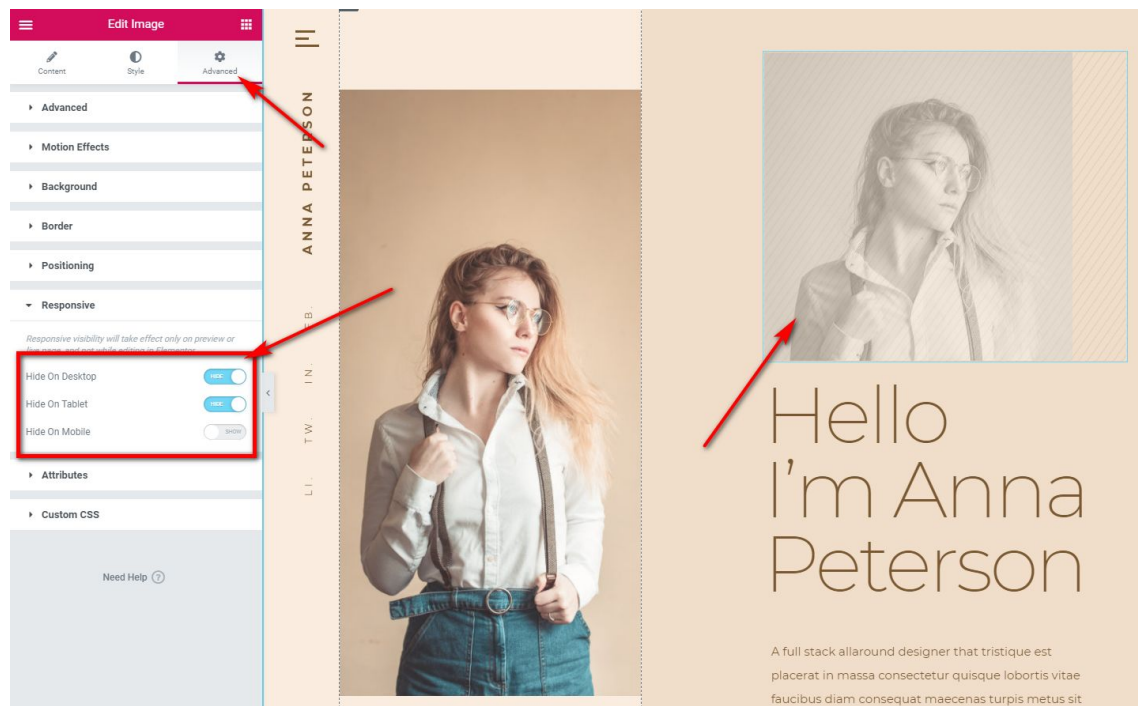 Edit Image
Content
Style
Advanced
Advanced
Motion Effects
Background
Border
Positioning
Responsive
Responsive visibility will take effect only on preview or
live page, and not while editing in Elementor.
Hide On Desktop
HIDE
Hide On Tablet
HIDE
Hide On Mobile
SHOW
Attributes
Custom CSS
Need Help ?
ANNA PETERSON
LI. TW. IN.
Hello
I'm Anna
Peterson
A full stack allaround designer that tristique est
placerat in massa consectetur quisque lobortis vitae
faucibus diam consequat maecenas turpis metus sit